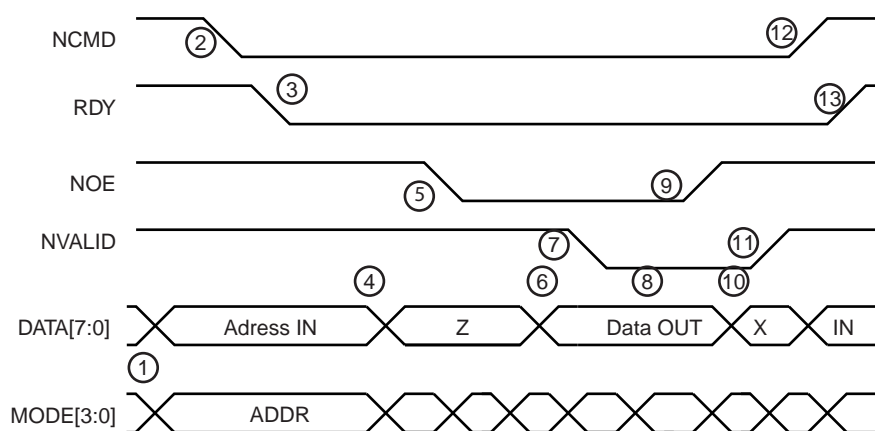 NCMD 2 12
RDY 3 13
NOE 5 9
NVALID 7 11
4 6 8 10
DATA[7:0] Adress IN Z Data OUT X IN
1
MODE[3:0] ADDR